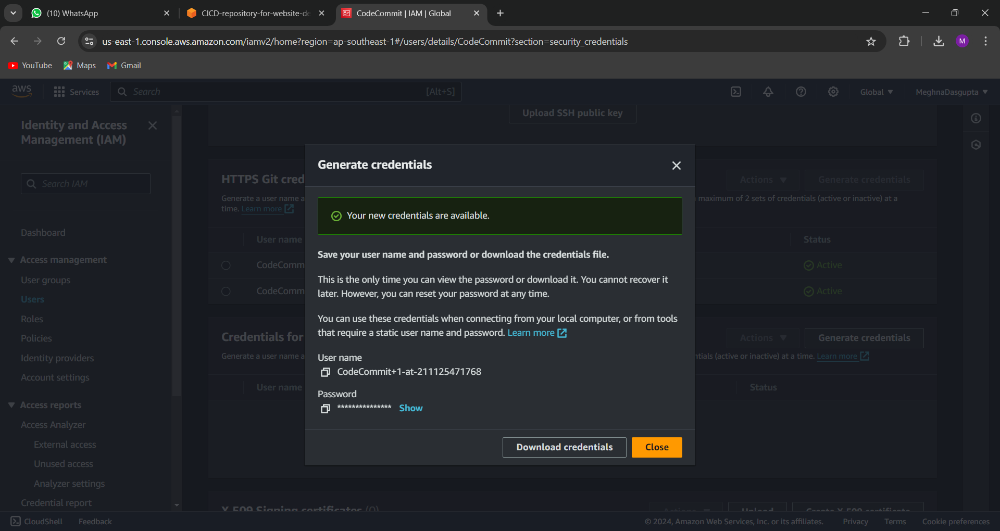 (10) WhatsApp
CICD-repository-for-website-de
CodeCommit | IAM | Global
us-east-1.console.aws.amazon.com/iamv2/home?region=ap-southeast-1#/users/details/CodeCommit?section=security_credentials
M
YouTube
Maps
Gmail
aws
Services
Search
[Alt+S]
Global
MeghnaDasgupta
Identity and Access
Management (IAM)
Search IAM
Dashboard
Access management
User groups
Users
Roles
Policies
Identity providers
Account settings
Access reports
Access Analyzer
External access
Unused access
Analyzer settings
Credential report
Upload SSH public key
HTTPS Git cred
Actions
Generate credentials
Generate a user name a
maximum of 2 sets of credentials (active or inactive) at a
time. Learn more
User name
Status
CodeComm
Active
CodeComm
Active
Credentials for
Actions
Generate credentials
Generate a user name a
ntials (active or inactive) at a time. Learn more
User name
Status
X.509 Signing certificates (0)
Actions
Upload
Create X.509 certificate
Generate credentials
Your new credentials are available.
Save your user name and password or download the credentials file.
This is the only time you can view the password or download it. You cannot recover it
later. However, you can reset your password at any time.
You can use these credentials when connecting from your local computer, or from tools
that require a static user name and password. Learn more
User name
CodeCommit+1-at-211125471768
Password
*************** Show
Download credentials
Close
CloudShell
Feedback
© 2024, Amazon Web Services, Inc. or its affiliates.
Privacy
Terms
Cookie preferences